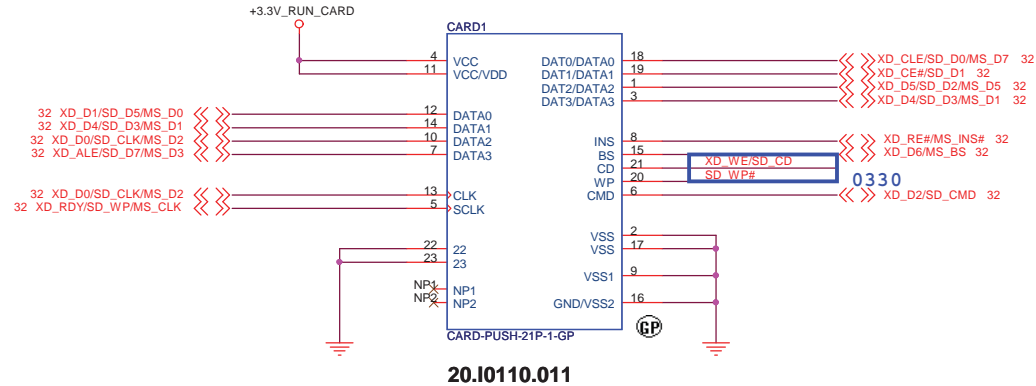 +3.3V_RUN_CARD
CARD1
4 VCC DAT0/DATA0 18 XD_CLE/SD_D0/MS_D7 32
11 VCC/VDD DAT1/DATA1 19 XD_CE#/SD_D1 32
DAT2/DATA2 1 XD_D5/SD_D2/MS_D5 32
DAT3/DATA3 3 XD_D4/SD_D3/MS_D1 32
32 XD_D1/SD_D5/MS_D0 12 DATA0
32 XD_D4/SD_D3/MS_D1 14 DATA1
32 XD_D0/SD_CLK/MS_D2 10 DATA2
32 XD_ALE/SD_D7/MS_D3 7 DATA3
INS 8 XD_RE#/MS_INS# 32
BS 15 XD_D6/MS_BS 32
CD 21 XD_WE/SD_CD
WP 20 SD_WP# 0330
CMD 6 XD_D2/SD_CMD 32
32 XD_D0/SD_CLK/MS_D2 13 CLK
32 XD_RDY/SD_WP/MS_CLK 5 SCLK
VSS 2
VSS 17
22 22
23 23
VSS1 9
NP1 NP1
NP2 NP2
GND/VSS2 16
GP
CARD-PUSH-21P-1-GP
20.I0110.011